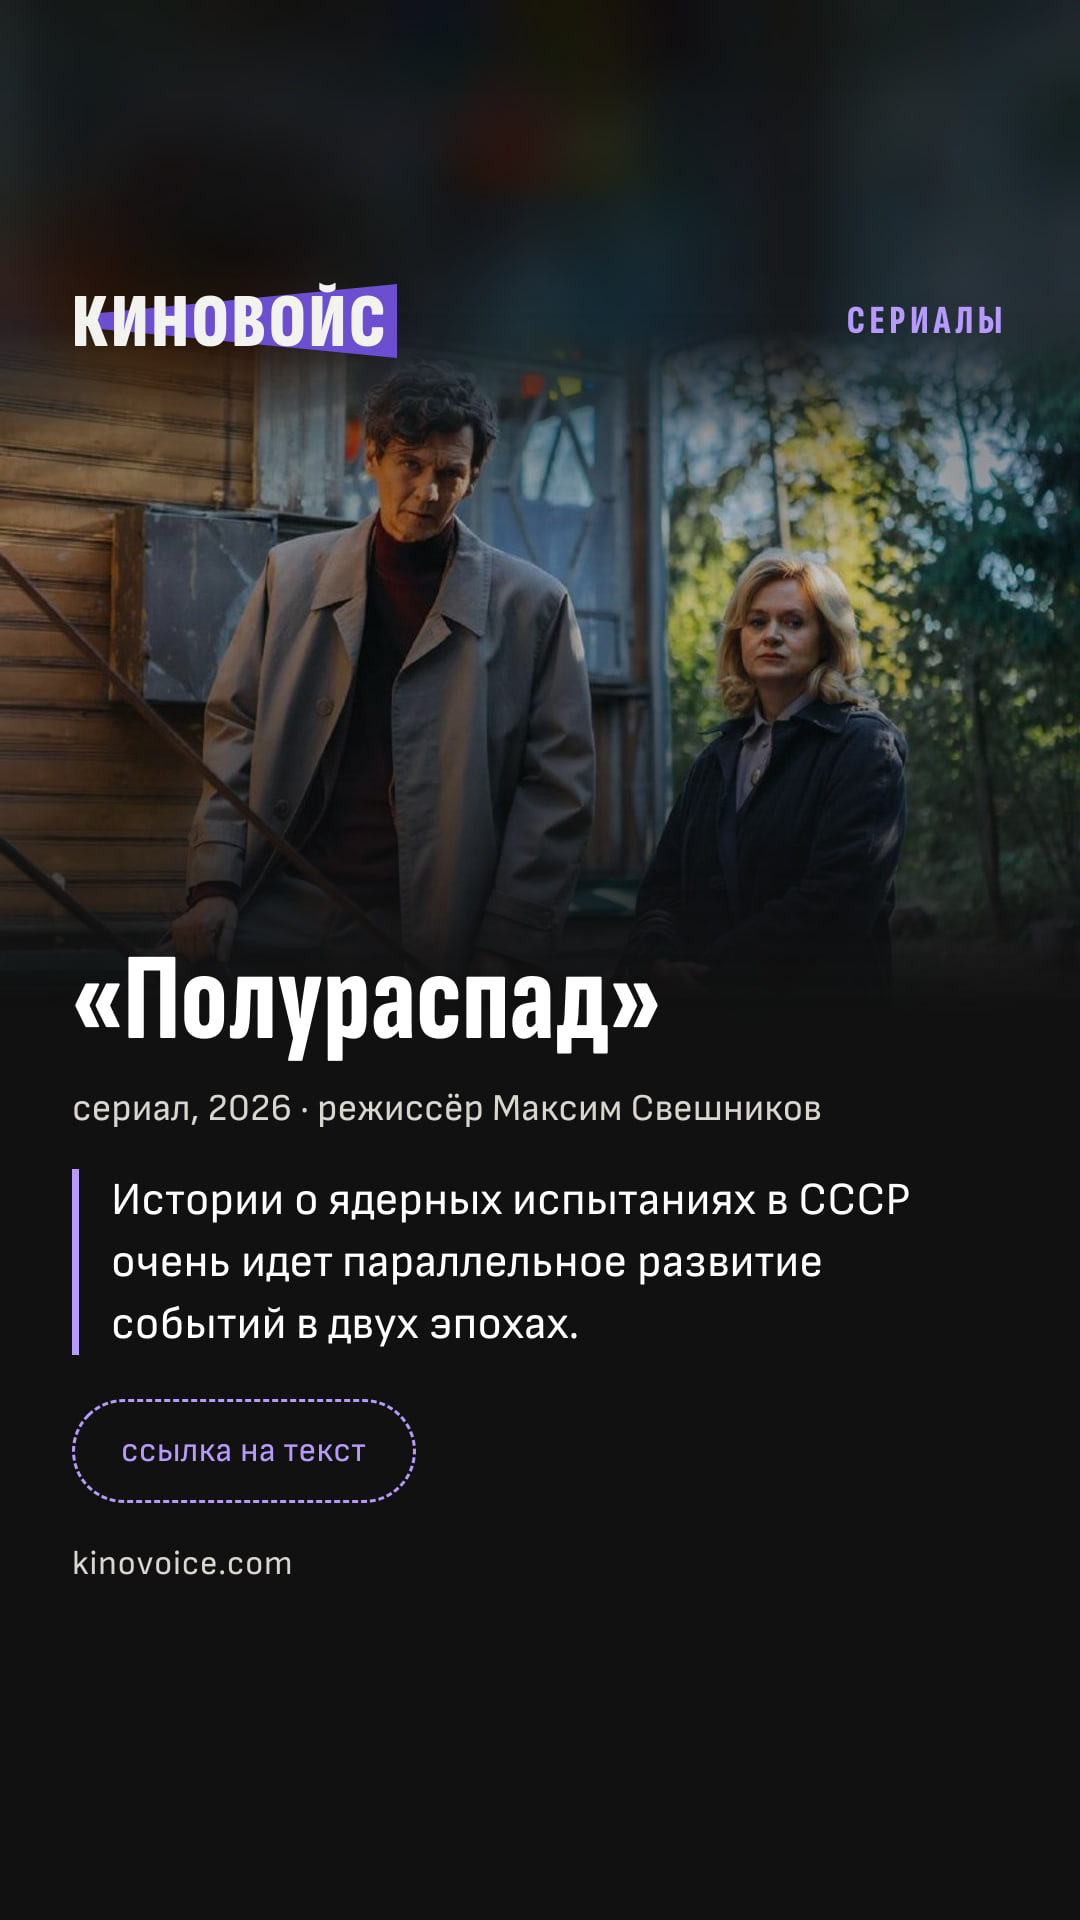 КИНОВОЙС
СЕРИАЛЫ
«Полураспад»
сериал, 2026 · режиссёр Максим Свешников
Истории о ядерных испытаниях в СССР
очень идет параллельное развитие
событий в двух эпохах.
ссылка на текст
kinovoice.com